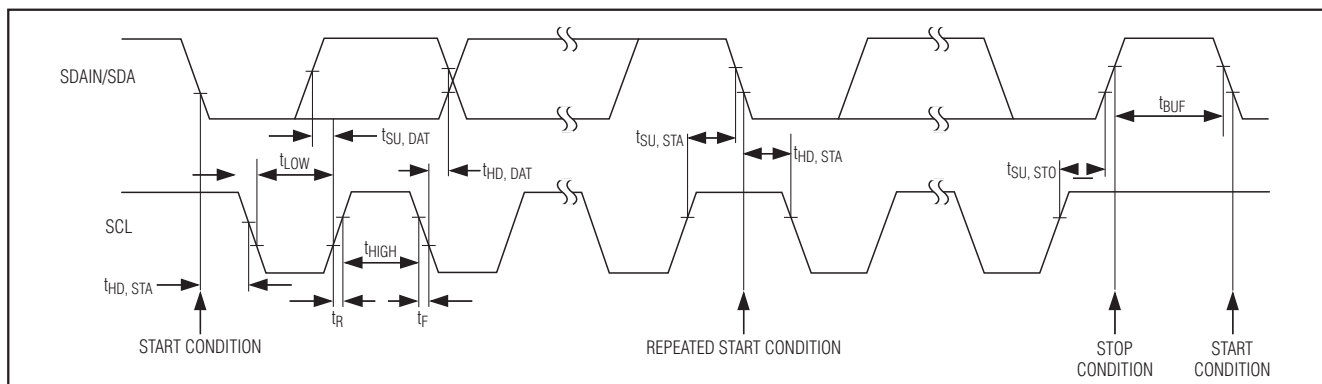 SDAIN/SDA
tSU, DAT
tLOW
tHD, DAT
tSU, STA
tHD, STA
tBUF
tSU, STO
SCL
tHIGH
tHD, STA
tR
tF
START CONDITION
REPEATED START CONDITION
STOP
CONDITION
START
CONDITION